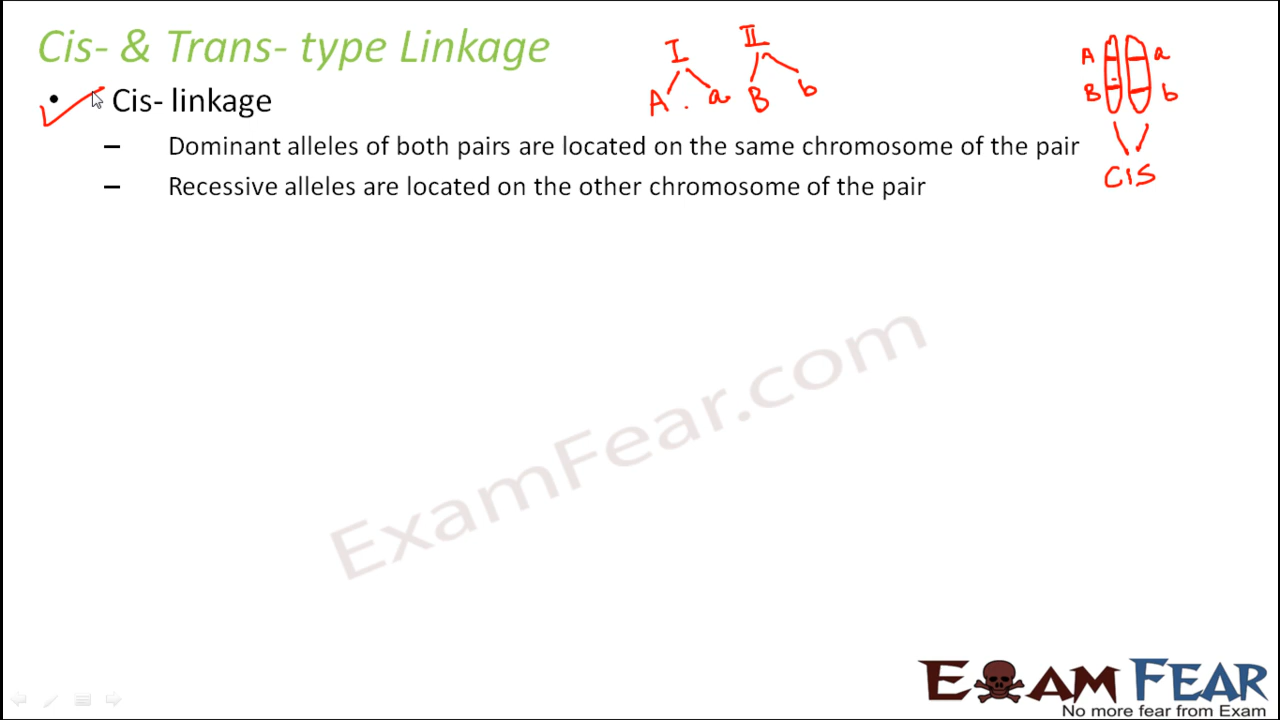 Cis- & Trans- type Linkage
I II
A a B b
A a
B b
CIS
• Cis- linkage
– Dominant alleles of both pairs are located on the same chromosome of the pair
– Recessive alleles are located on the other chromosome of the pair
ExamFear.com
EXAM FEAR
No more fear from Exam